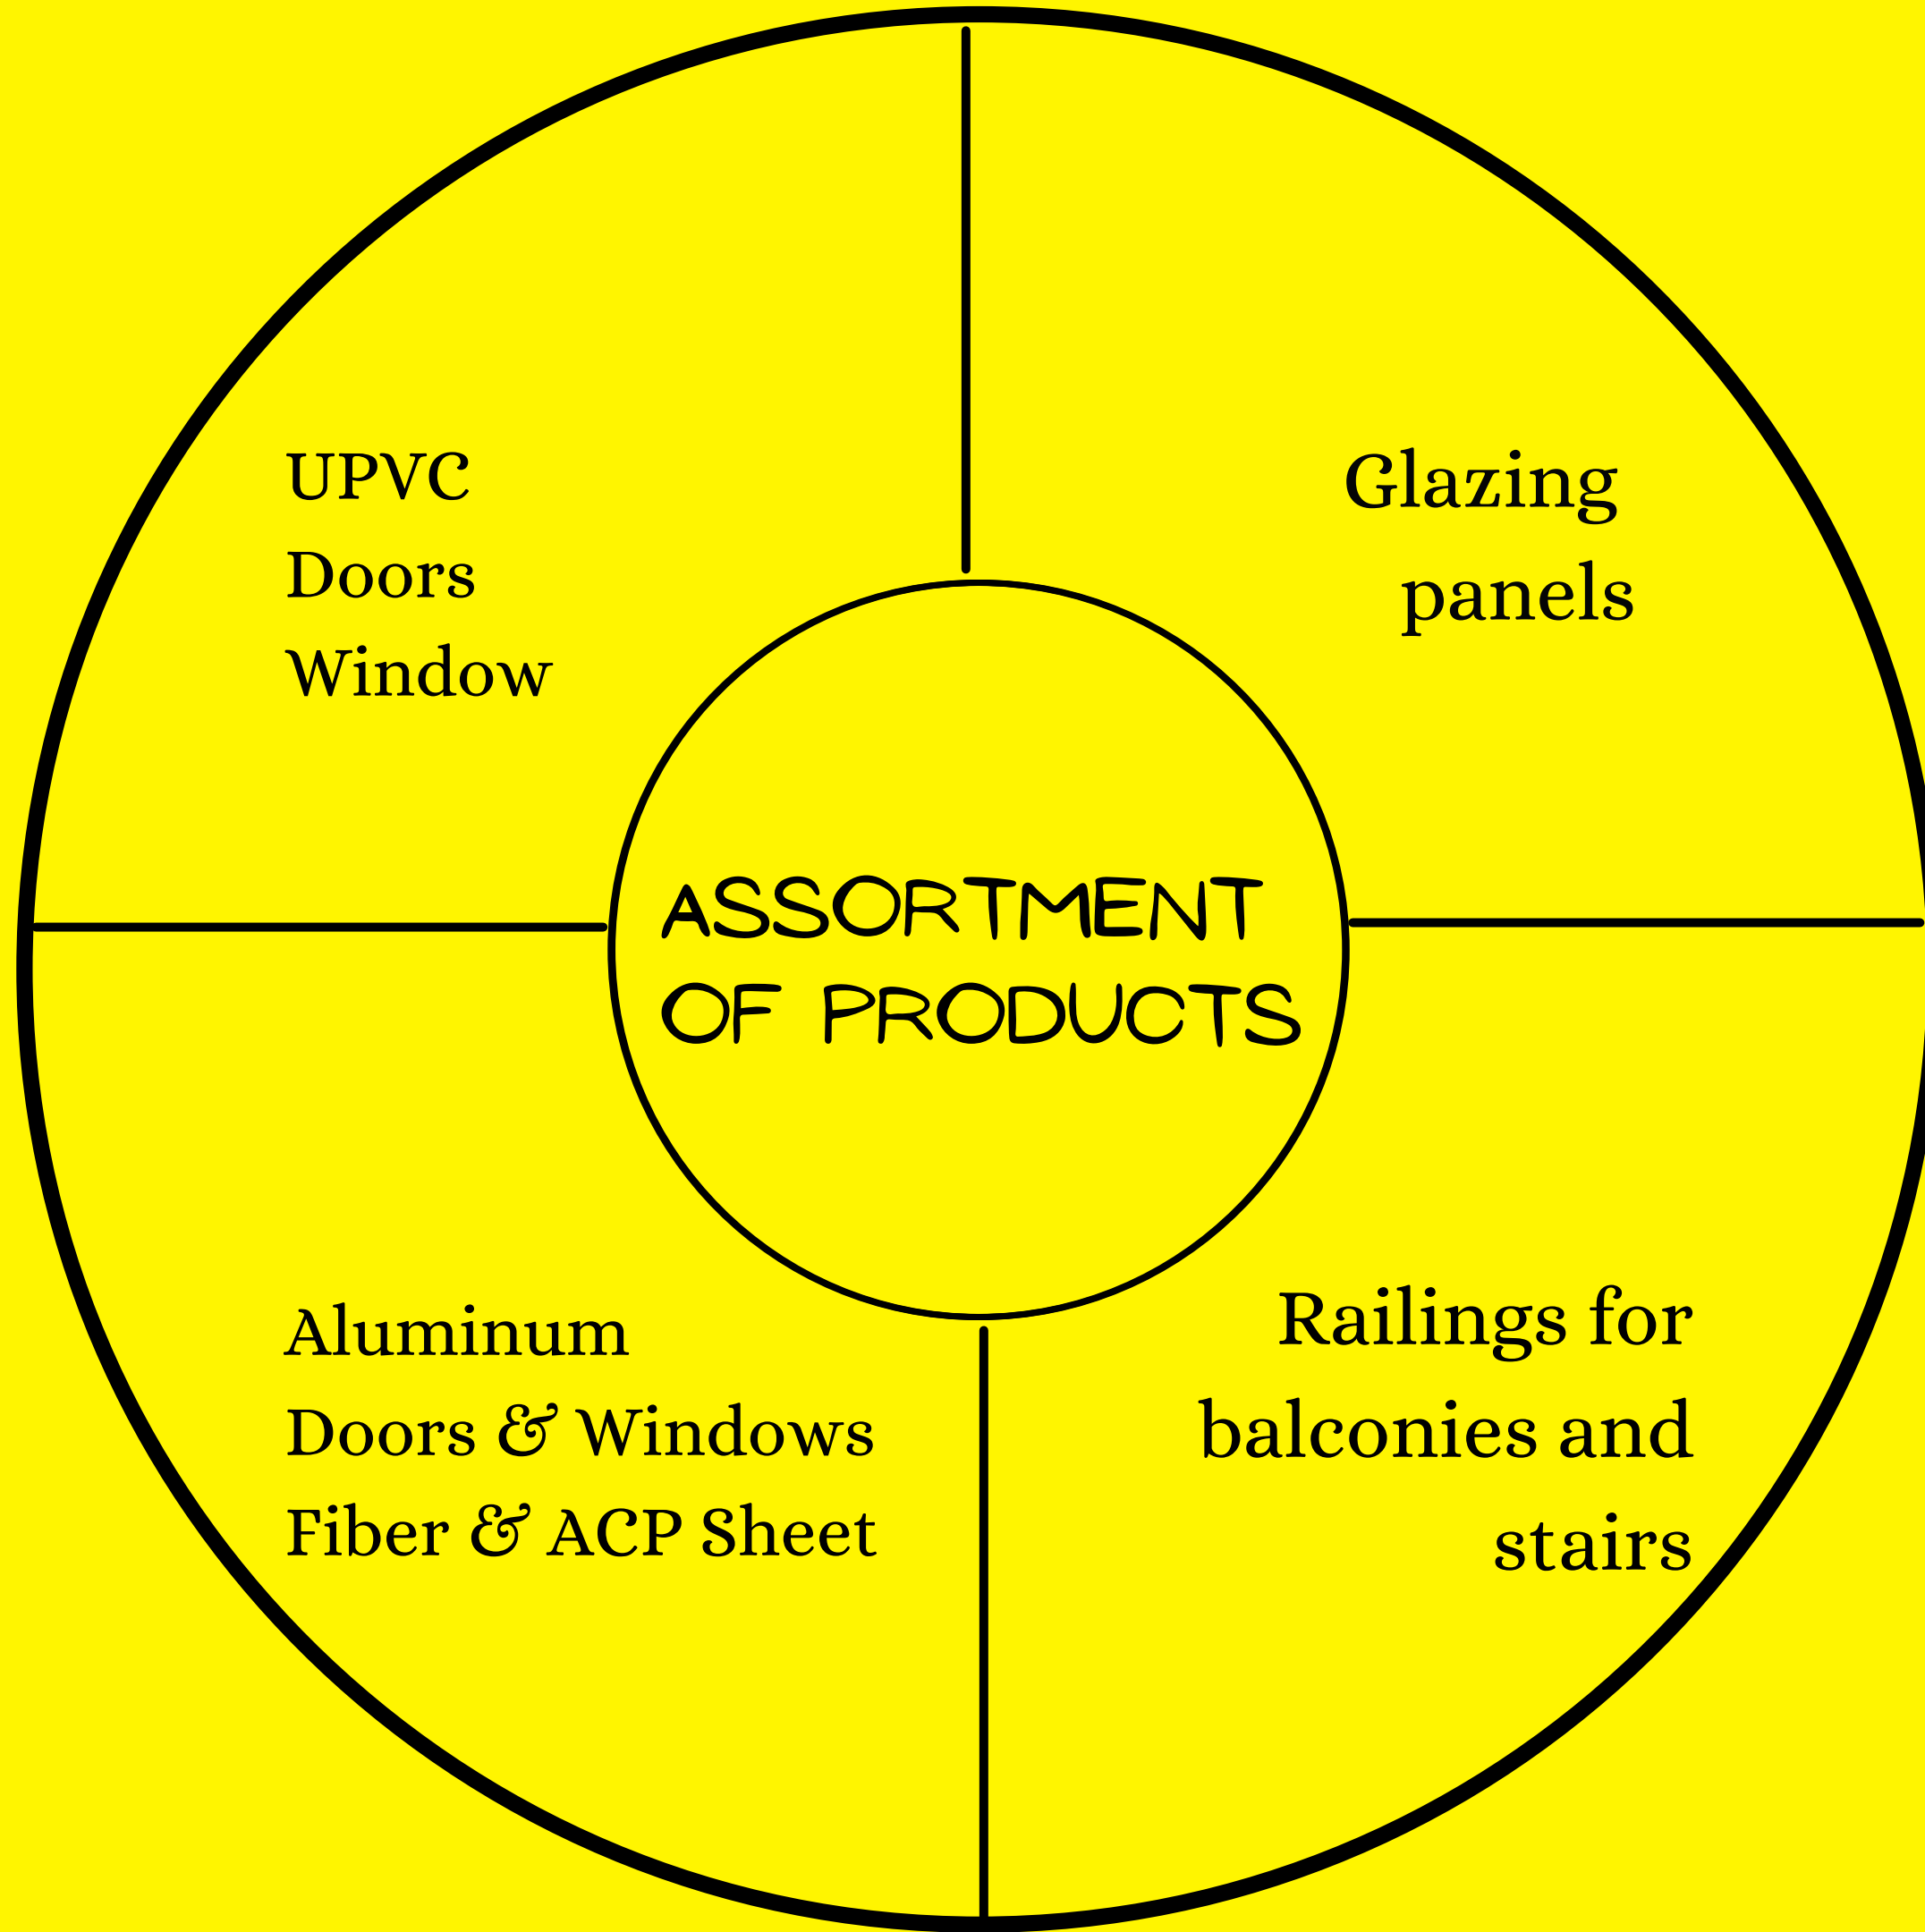 UPVC
Doors
Window
Glazing
panels
ASSORTMENT
OF PRODUCTS
Aluminum
Doors & Windows
Fiber & ACP Sheet
Railings for
balconies and
stairs